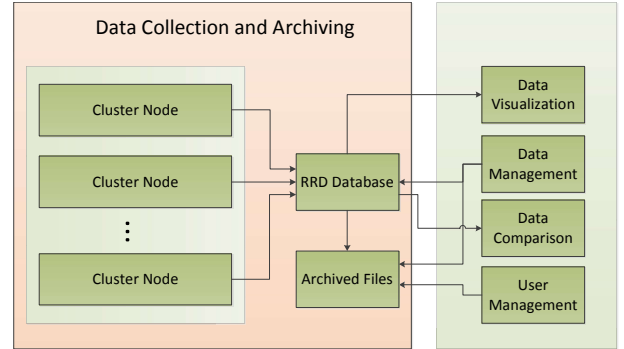 Data Collection and Archiving
Cluster Node
Cluster Node
Cluster Node
RRD Database
Archived Files
Data
Visualization
Data
Management
Data
Comparison
User
Management